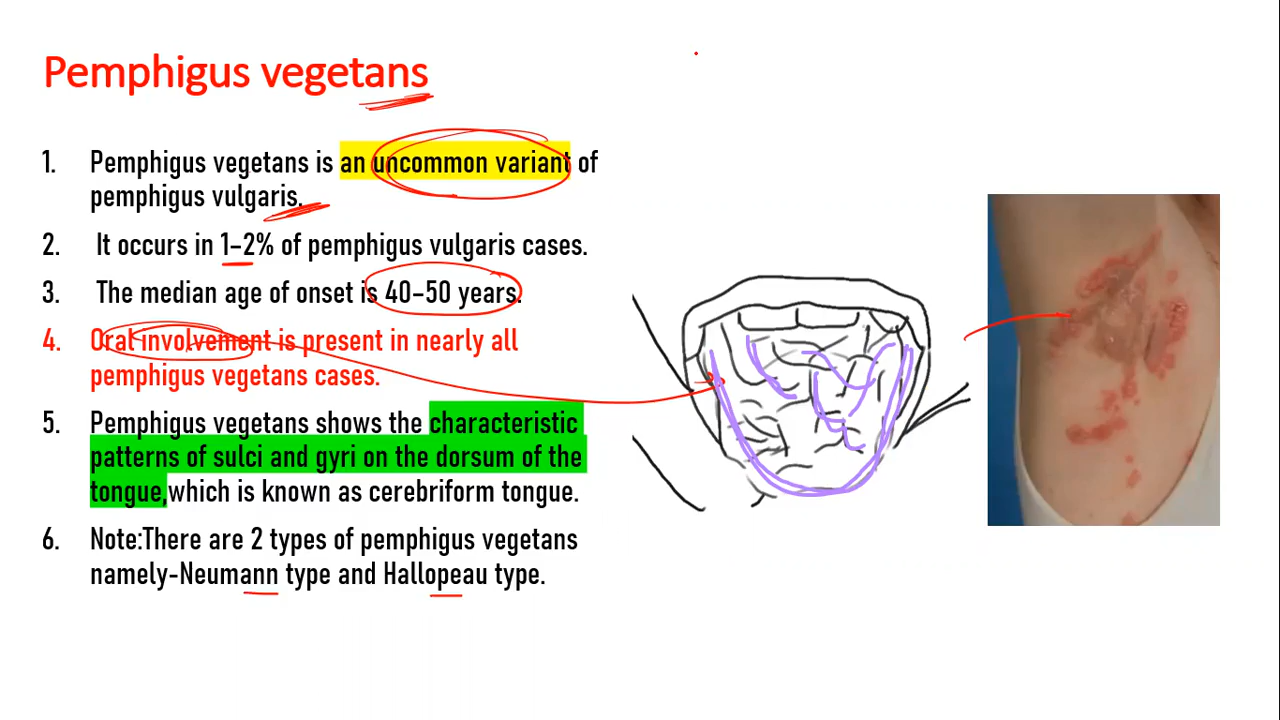 Pemphigus vegetans
1. Pemphigus vegetans is an uncommon variant of
pemphigus vulgaris.
2. It occurs in 1–2% of pemphigus vulgaris cases.
3. The median age of onset is 40–50 years.
4. Oral involvement is present in nearly all
pemphigus vegetans cases.
5. Pemphigus vegetans shows the characteristic
patterns of sulci and gyri on the dorsum of the
tongue,which is known as cerebriform tongue.
6. Note:There are 2 types of pemphigus vegetans
namely-Neumann type and Hallopeau type.